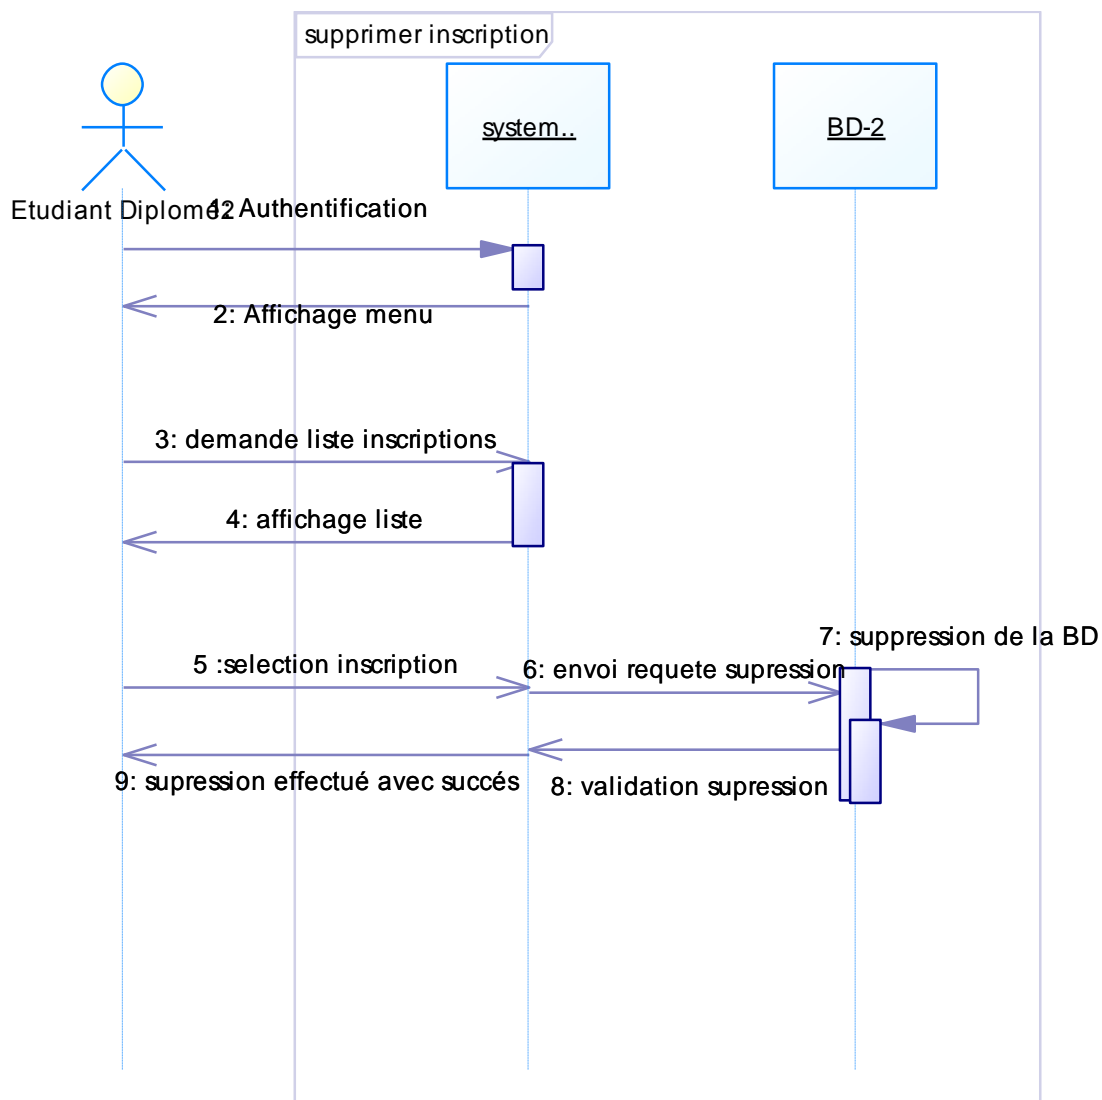 supprimer inscription
system..
BD-2
Etudiant Diplomé2
1: Authentification
2: Affichage menu
3: demande liste inscriptions
4: affichage liste
7: suppression de la BD
5 :selection inscription
6: envoi requete supression
9: supression effectué avec succés
8: validation supression